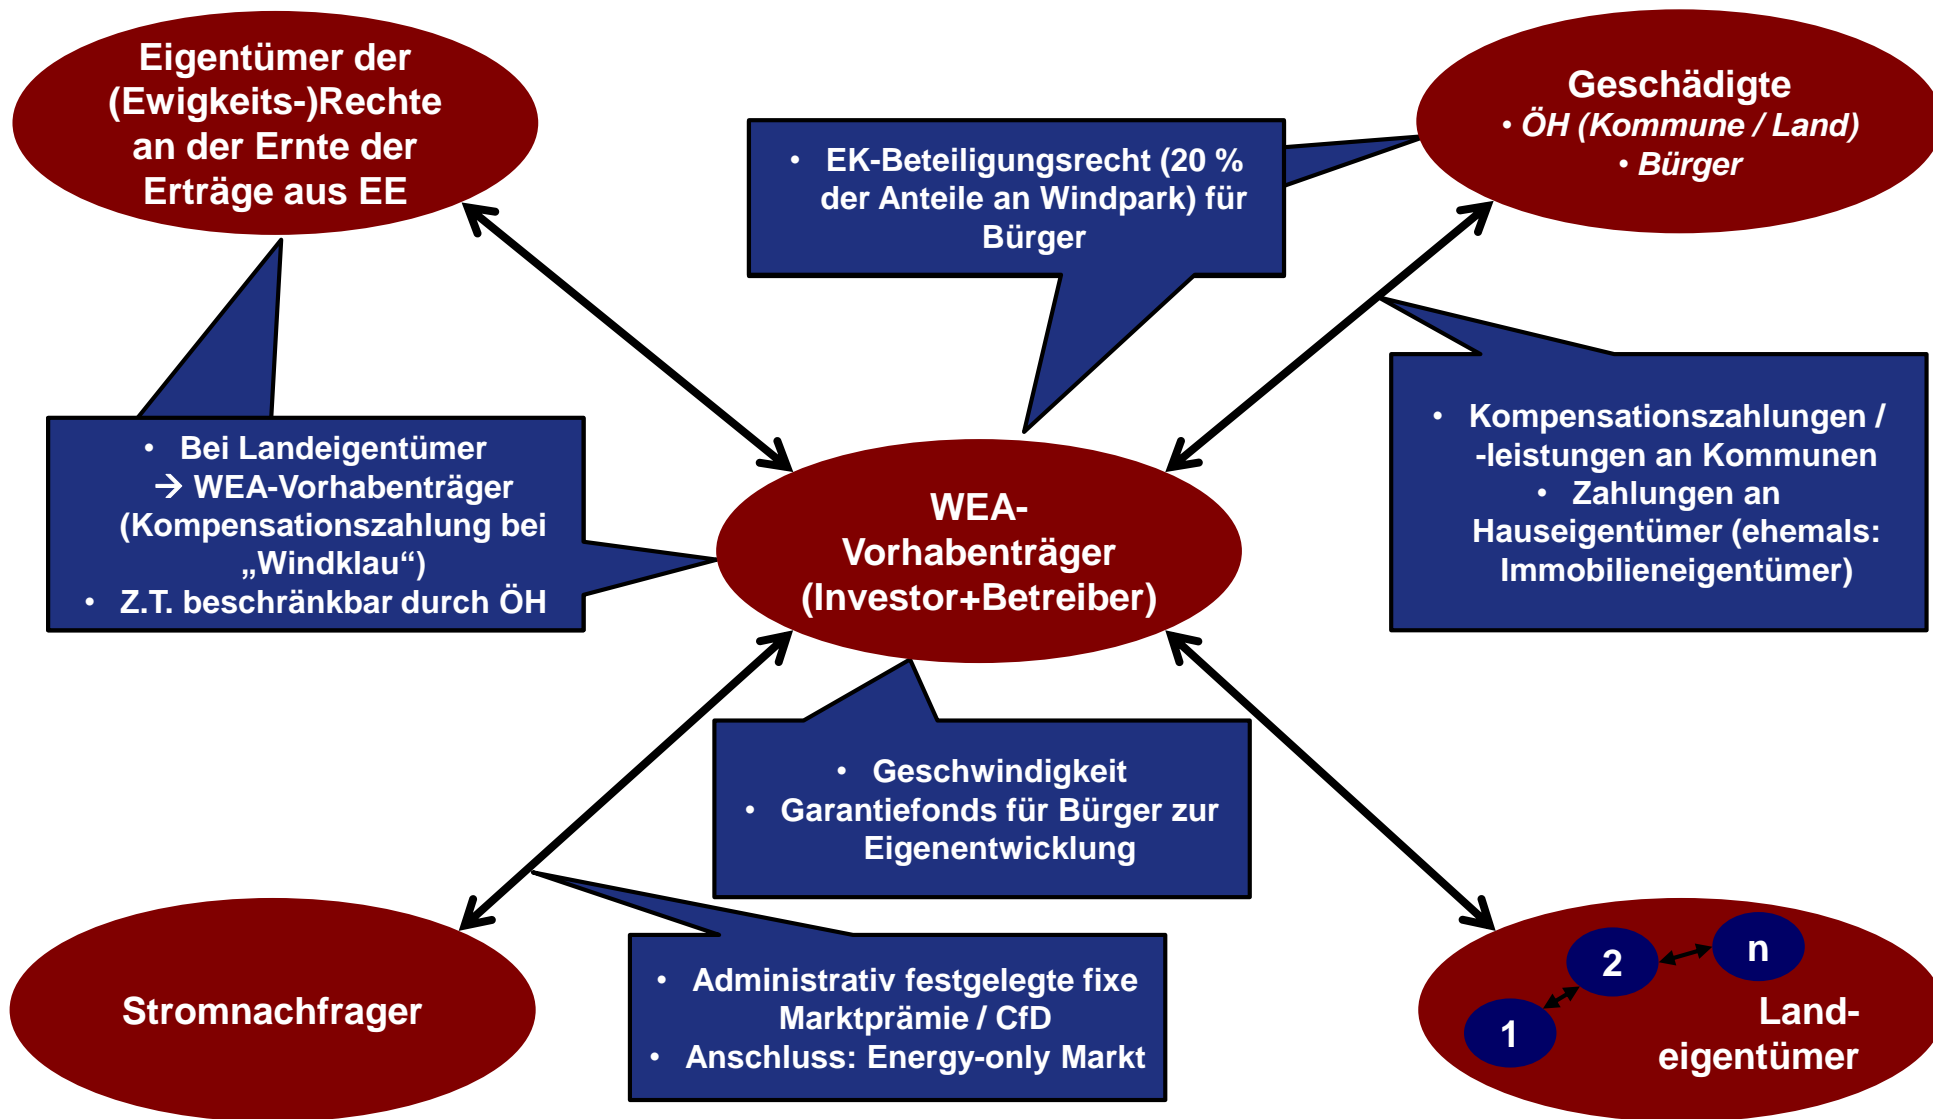 Eigentümer der
(Ewigkeits-)Rechte
an der Ernte der
Erträge aus EE
Geschädigte
• ÖH (Kommune / Land)
• Bürger
• EK-Beteiligungsrecht (20 %
der Anteile an Windpark) für
Bürger
• Bei Landeigentümer
→ WEA-Vorhabenträger
(Kompensationszahlung bei
„Windklau“)
• Z.T. beschränkbar durch ÖH
WEA-
Vorhabenträger
(Investor+Betreiber)
• Kompensationszahlungen /
-leistungen an Kommunen
• Zahlungen an
Hauseigentümer (ehemals:
Immobilieneigentümer)
• Geschwindigkeit
• Garantiefonds für Bürger zur
Eigenentwicklung
Stromnachfrager
• Administrativ festgelegte fixe
Marktprämie / CfD
• Anschluss: Energy-only Markt
1
2
n
Land-
eigentümer